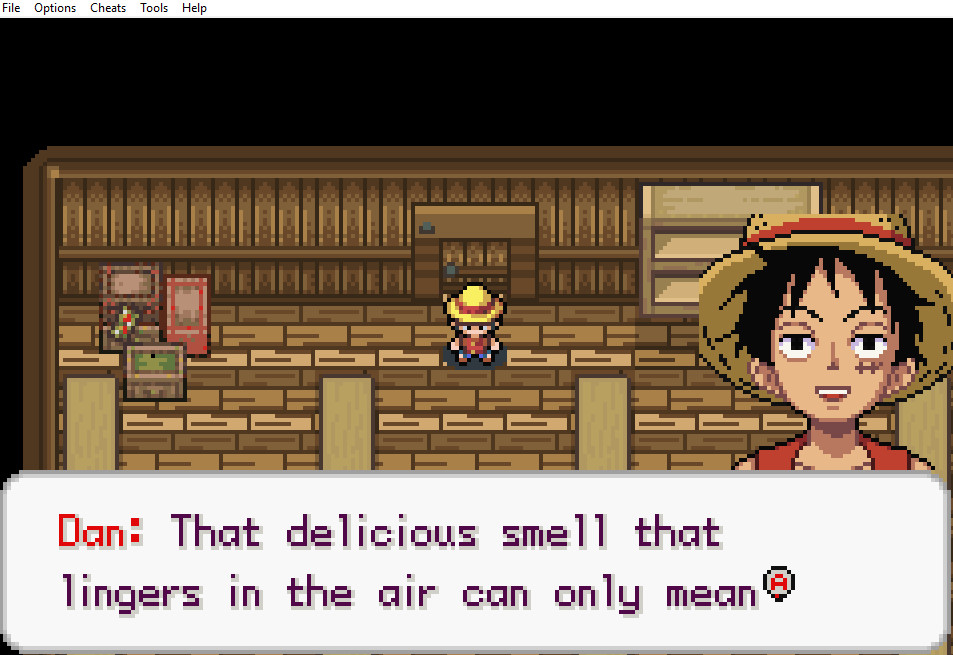 File Options Cheats Tools Help
Dan: That delicious smell that
lingers in the air can only mean
A